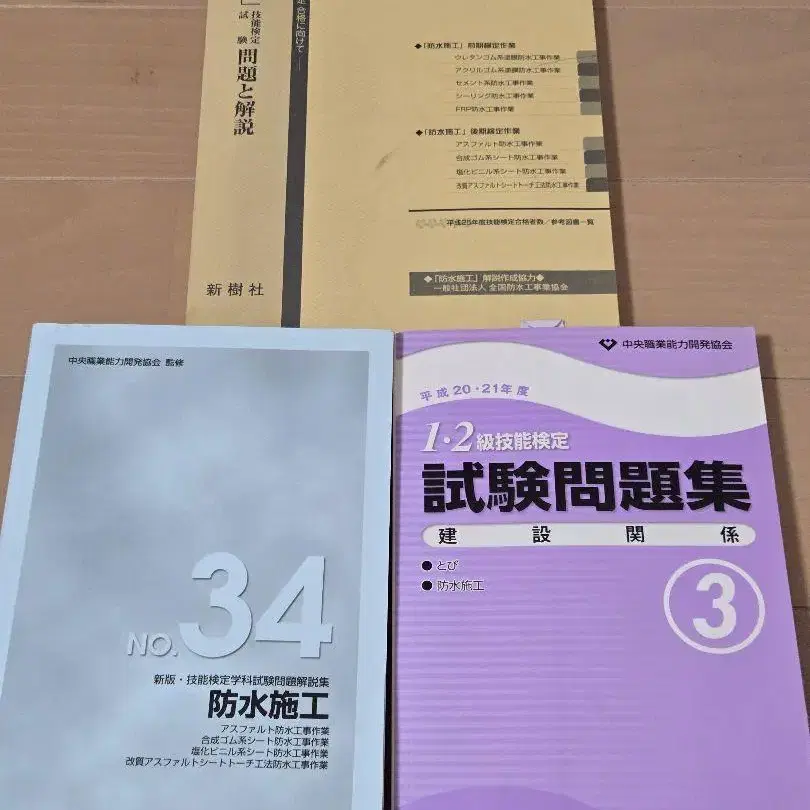 定 合格に向けて
技能検定
試験
問題と解説
新樹社
◆「防水施工」前期検定作業
ウレタンゴム系塗膜防水工事作業
アクリルゴム系塗膜防水工事作業
セメント系防水工事作業
シーリング防水工事作業
FRP防水工事作業
◆「防水施工」後期検定作業
アスファルト防水工事作業
合成ゴム系シート防水工事作業
塩化ビニル系シート防水工事作業
改質アスファルトシートトーチ工法防水工事作業
平成25年度技能検定合格者数/参考図書一覧
◆「防水施工」解説作成協力◆
一般社団法人 全国防水工事業協会
中央職業能力開発協会 監修
NO.34
新版・技能検定学科試験問題解説集
防水施工
アスファルト防水工事作業
合成ゴム系シート防水工事作業
塩化ビニル系シート防水工事作業
改質アスファルトシートトーチ工法防水工事作業
中央職業能力開発協会
平成20・21年度
1・2級技能検定
試験問題集
建設関係
●とび
●防水施工
3